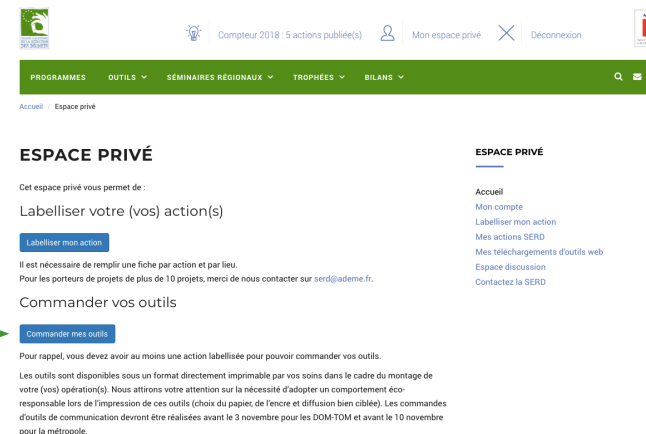 DE LA RÉDUCTION
DES DÉCHETS
Compteur 2018 : 5 actions publiée(s)
Mon espace privé
Déconnexion
PROGRAMMES
OUTILS
SÉMINAIRES RÉGIONAUX
TROPHÉES
BILANS
Accueil / Espace privé
ESPACE PRIVÉ
Cet espace privé vous permet de :
Labelliser votre (vos) action(s)
Labelliser mon action
Il est nécessaire de remplir une fiche par action et par lieu.
Pour les porteurs de projets de plus de 10 projets, merci de nous contacter sur serd@ademe.fr.
Commander vos outils
Commander mes outils
Pour rappel, vous devez avoir au moins une action labellisée pour pouvoir commander vos outils.
Les outils sont disponibles sous un format directement imprimable par vos soins dans le cadre du montage de
votre (vos) opération(s). Nous attirons votre attention sur la nécessité d'adopter un comportement éco-
responsable lors de l'impression de ces outils (choix du papier, de l'encre et diffusion bien ciblée). Les commandes
d'outils de communication devront être réalisées avant le 3 novembre pour les DOM-TOM et avant le 10 novembre
pour la métropole.
ESPACE PRIVÉ
Accueil
Mon compte
Labelliser mon action
Mes actions SERD
Mes téléchargements d'outils web
Espace discussion
Contactez la SERD